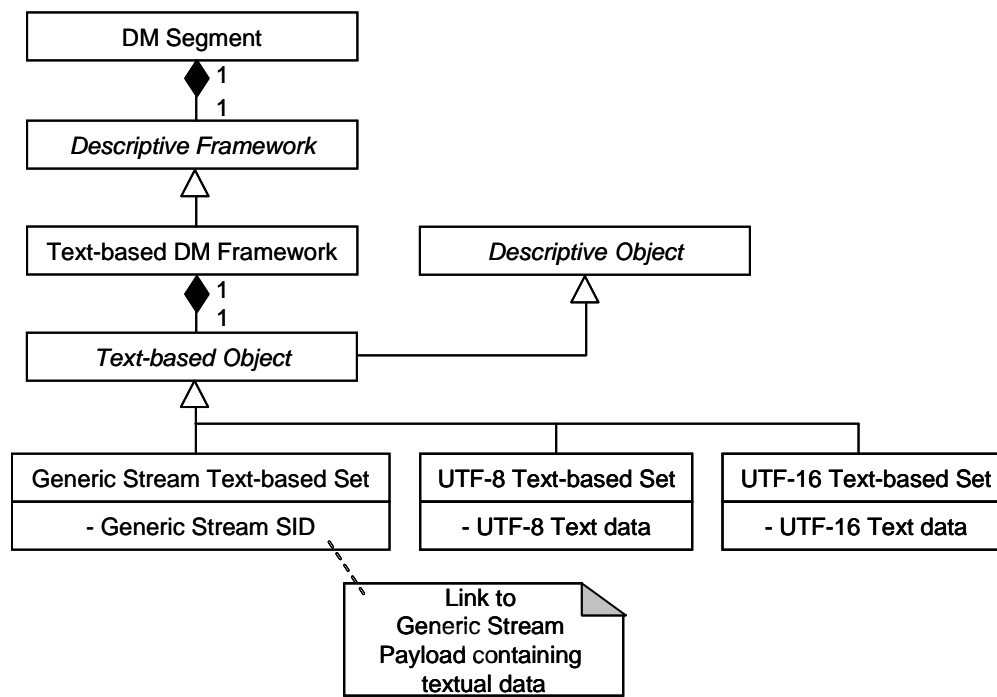 DM Segment
1
1
Descriptive Framework
Text-based DM Framework
Descriptive Object
1
1
Text-based Object
Generic Stream Text-based Set
- Generic Stream SID
UTF-8 Text-based Set
- UTF-8 Text data
UTF-16 Text-based Set
- UTF-16 Text data
Link to
Generic Stream
Payload containing
textual data